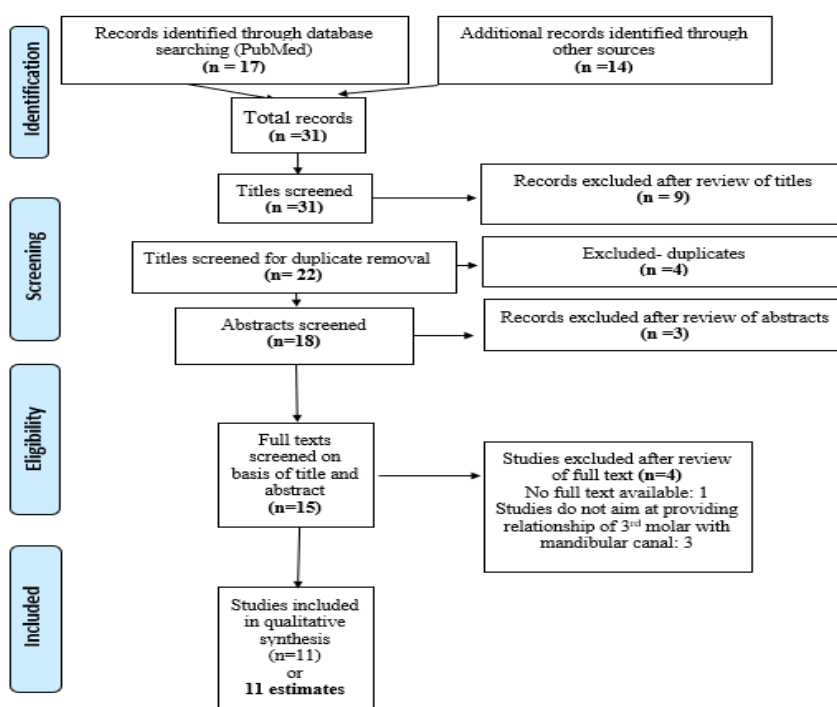 Identification
Records identified through database
searching (PubMed)
(n = 17)
Additional records identified through
other sources
(n =14)
Total records
(n =31)
Titles screened
(n =31)
Records excluded after review of titles
(n = 9)
Screening
Titles screened for duplicate removal
(n= 22)
Excluded- duplicates
(n =4)
Abstracts screened
(n=18)
Records excluded after review of abstracts
(n =3)
Eligibility
Full texts
screened on
basis of title and
abstract
(n=15)
Studies excluded after review
of full text (n=4)
No full text available: 1
Studies do not aim at providing
relationship of 3rd molar with
mandibular canal: 3
Included
Studies included
in qualitative
synthesis
(n=11)
or
11 estimates